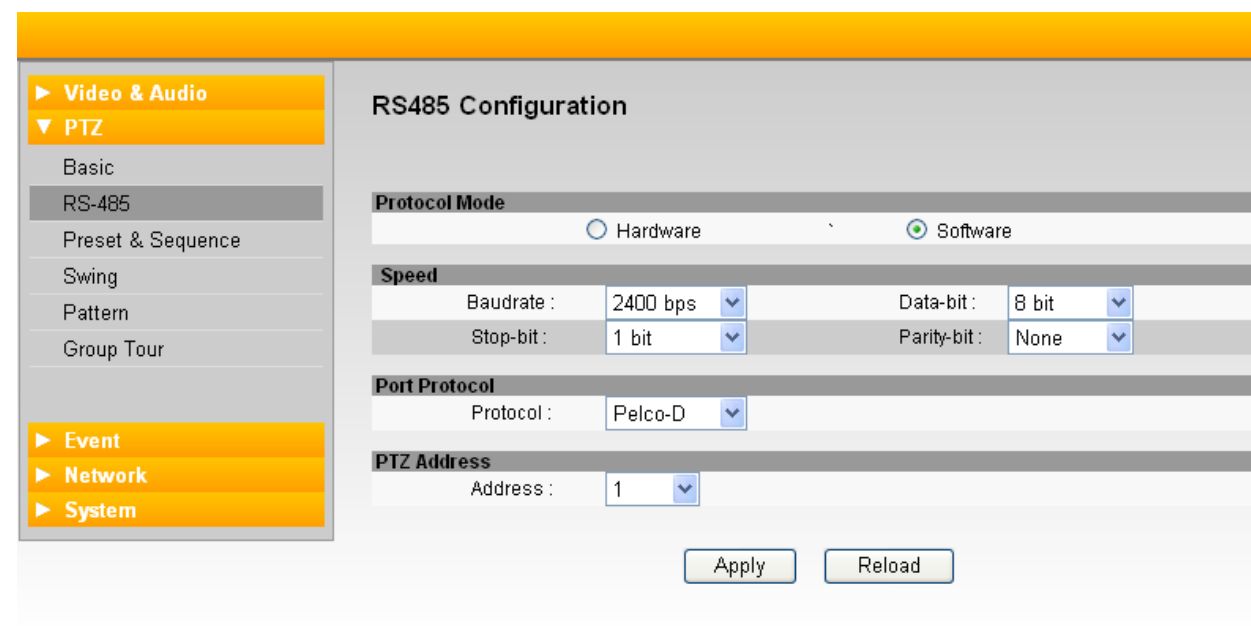 Video & Audio
PTZ
Basic
RS-485
Preset & Sequence
Swing
Pattern
Group Tour
Event
Network
System
RS485 Configuration
Protocol Mode
Hardware ` Software
Speed
Baudrate : 2400 bps Data-bit : 8 bit
Stop-bit : 1 bit Parity-bit : None
Port Protocol
Protocol : Pelco-D
PTZ Address
Address : 1
Apply Reload